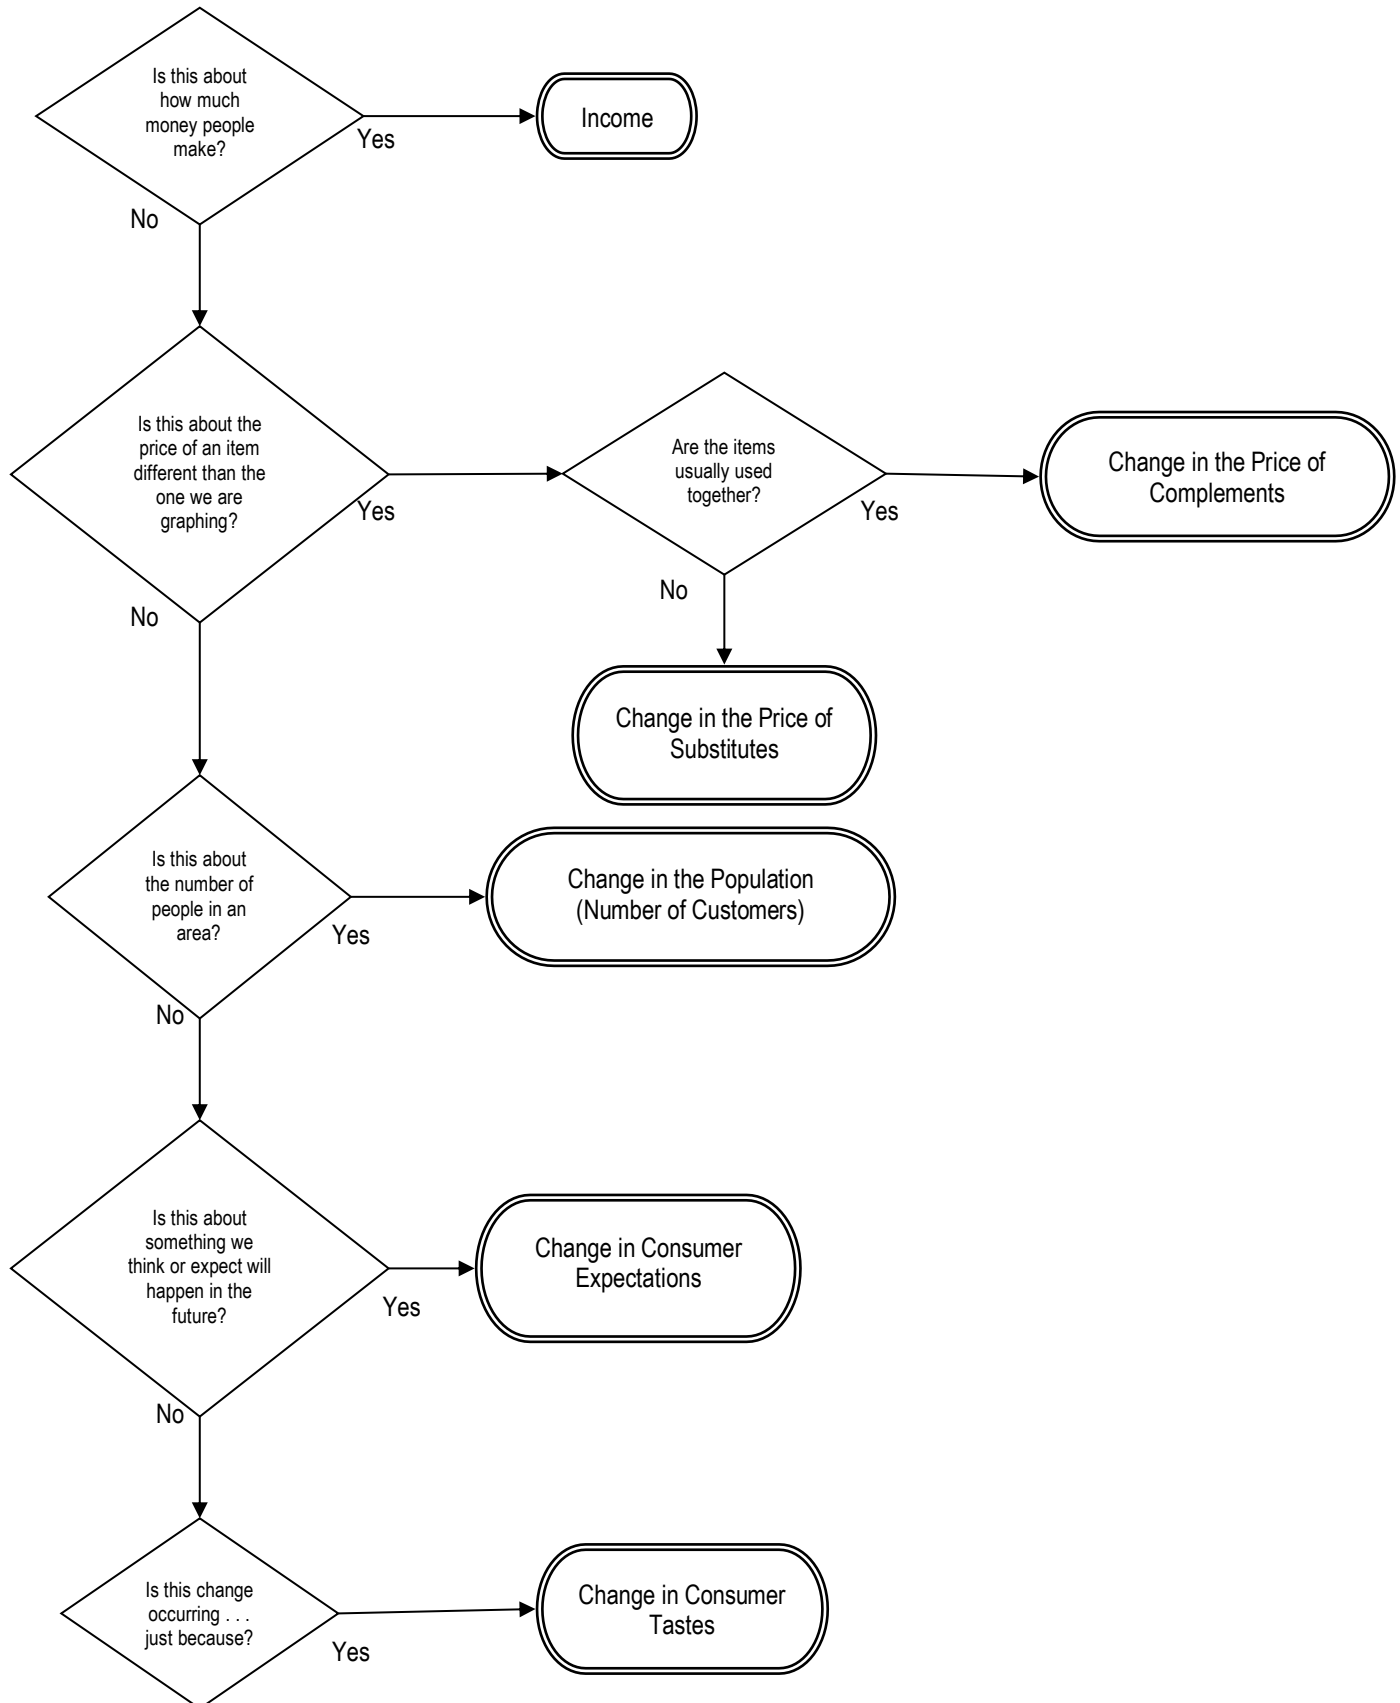 Is this about
how much
money people
make?
Yes
Income
No
Is this about the
price of an item
different than the
one we are
graphing?
Yes
Are the items
usually used
together?
Yes
Change in the Price of
Complements
No
Change in the Price of
Substitutes
No
Is this about
the number of
people in an
area?
Yes
Change in the Population
(Number of Customers)
No
Is this about
something we
think or expect will
happen in the
future?
Yes
Change in Consumer
Expectations
No
Is this change
occurring . . .
just because?
Yes
Change in Consumer
Tastes